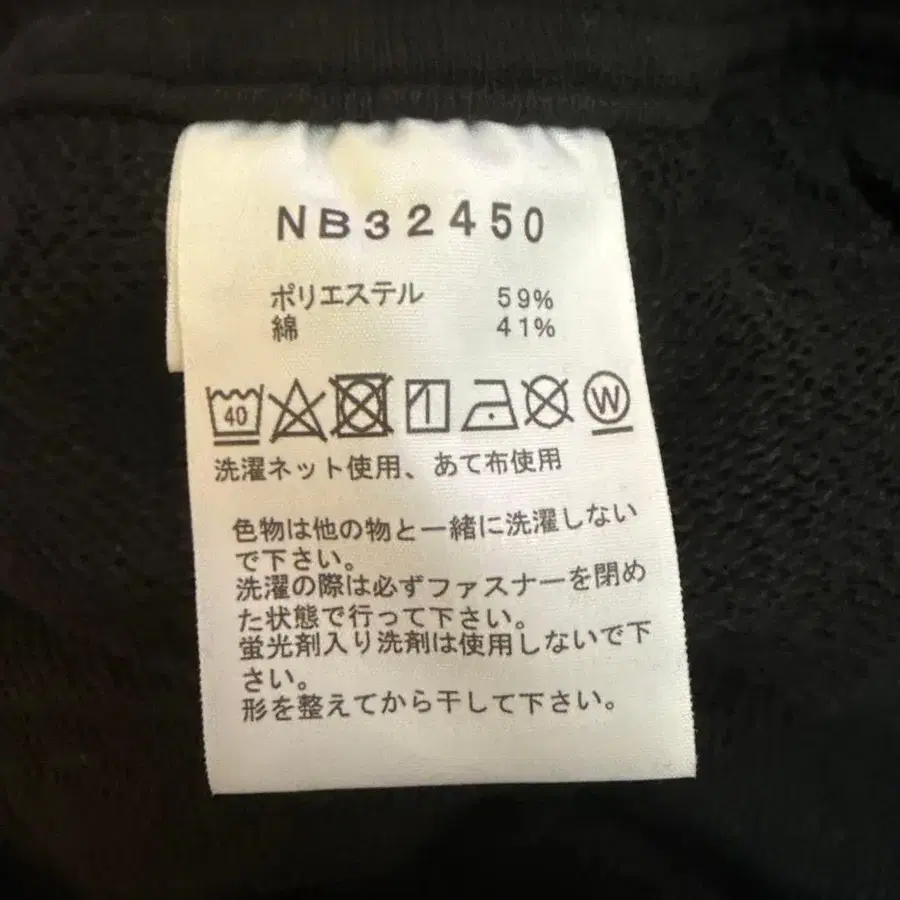 NB32450
ポリエステル 59%
綿 41%
40 W
洗濯ネット使用、あて布使用
色物は他の物と一緒に洗濯しない
で下さい。
洗濯の際は必ずファスナーを閉め
た状態で行って下さい。
蛍光剤入り洗剤は使用しないで下
さい。
形を整えてから干して下さい。